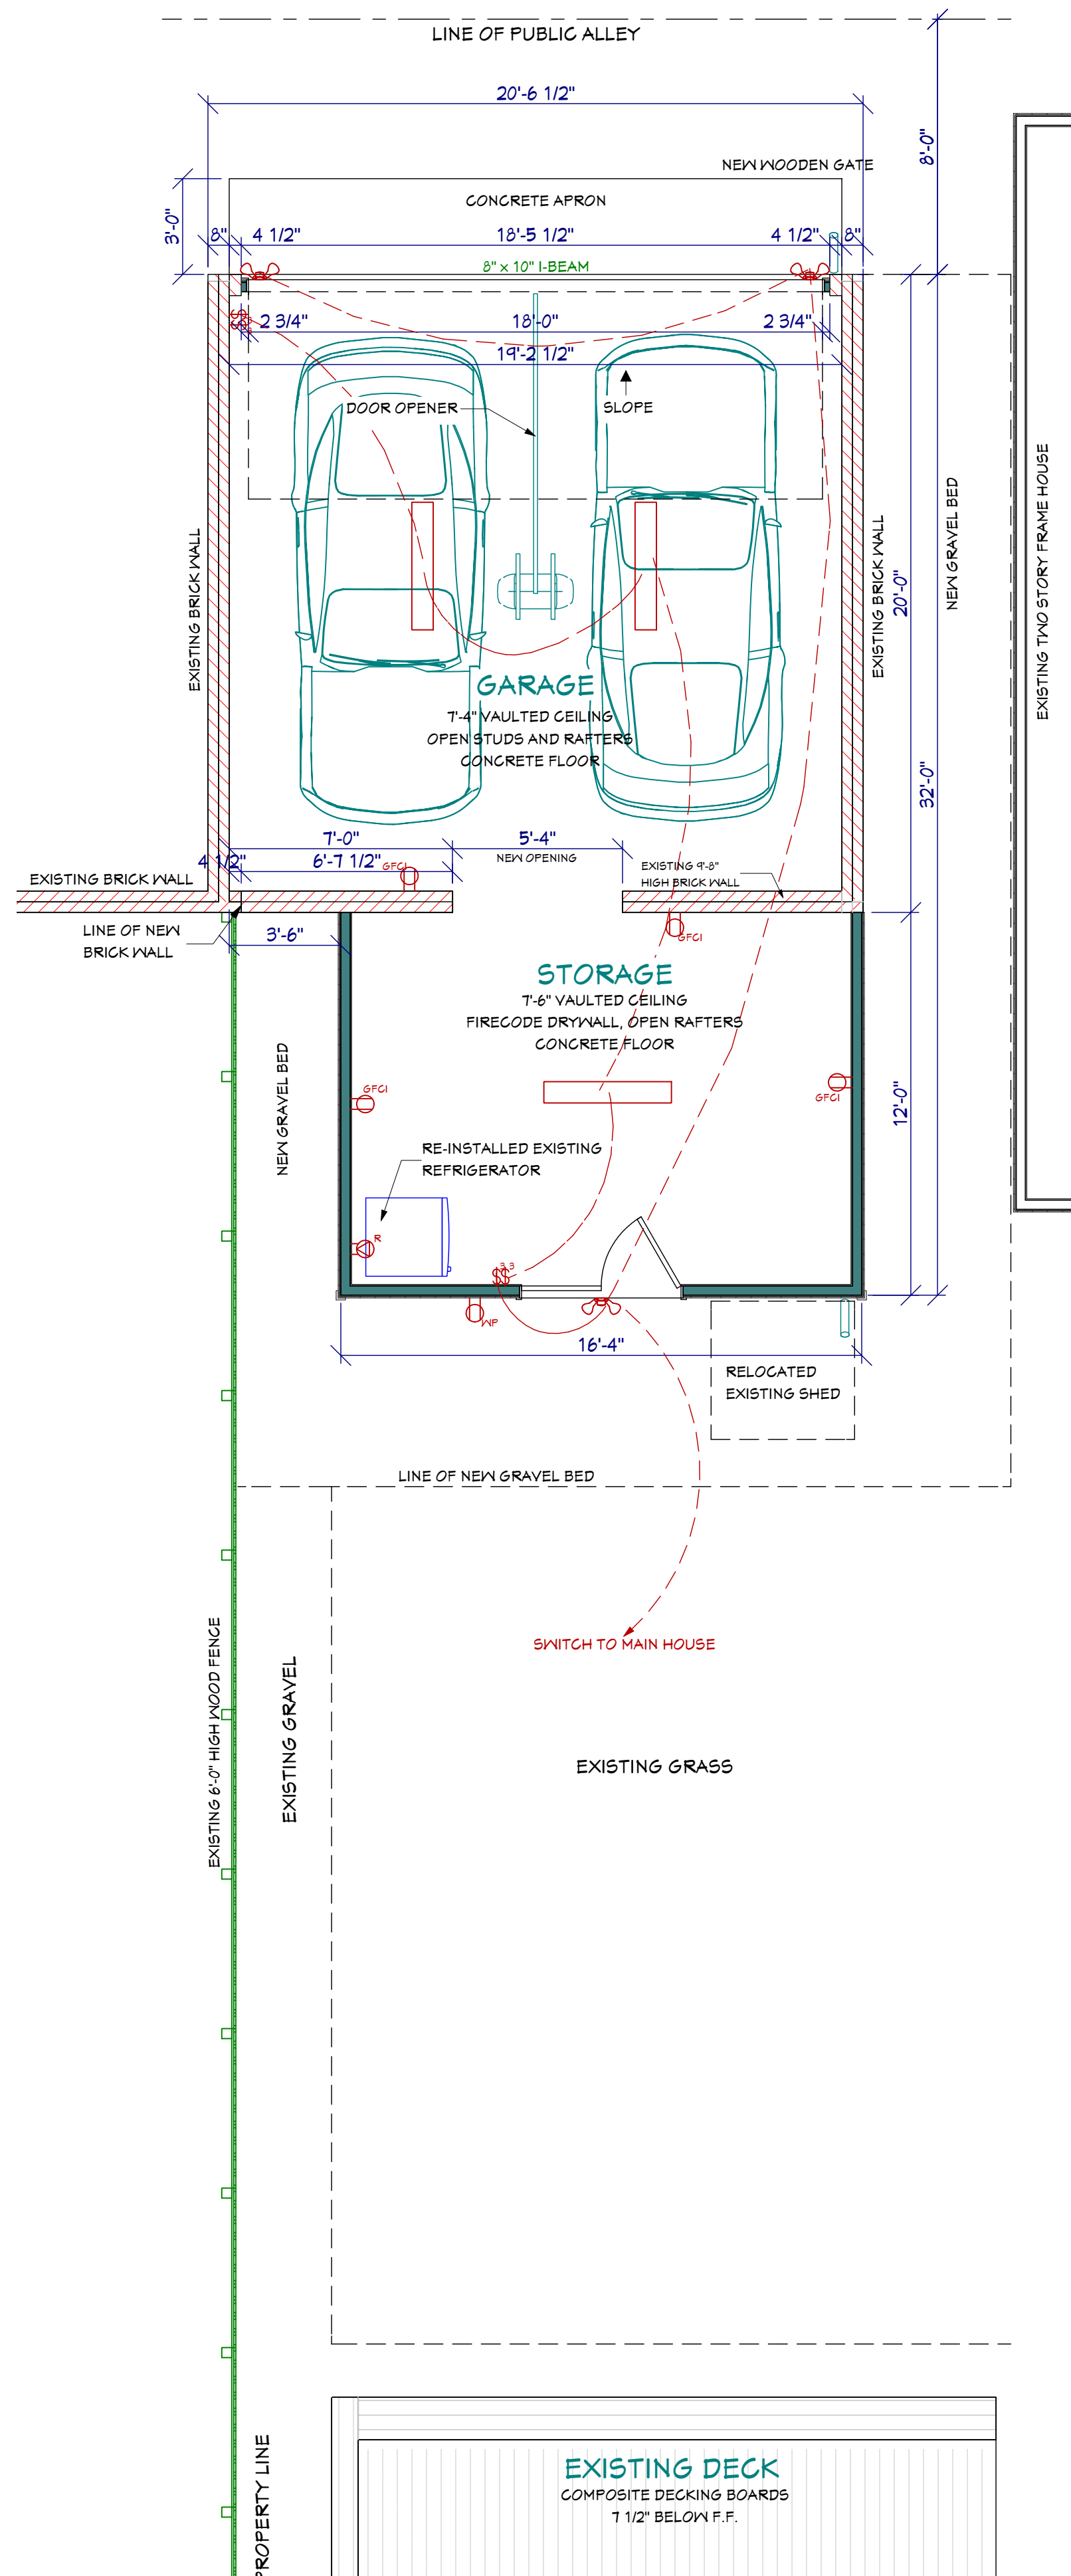 LINE OF PUBLIC ALLEY
20'-6 1/2"
8'-0"
NEW WOODEN GATE
CONCRETE APRON
3'-0"
8"
4 1/2"
18'-5 1/2"
4 1/2"
8"
8" x 10" I-BEAM
$$
2 3/4"
18'-0"
2 3/4"
19'-2 1/2"
DOOR OPENER
SLOPE
EXISTING BRICK WALL
EXISTING BRICK WALL
20'-0"
NEW GRAVEL BED
EXISTING TWO STORY FRAME HOUSE
GARAGE
7'-4" VAULTED CEILING
OPEN STUDS AND RAFTERS
CONCRETE FLOOR
32'-0"
7'-0"
5'-4"
4 1/2"
6'-7 1/2"
GFCI
NEW OPENING
EXISTING 9'-8"
HIGH BRICK WALL
EXISTING BRICK WALL
LINE OF NEW
BRICK WALL
3'-6"
GFCI
STORAGE
7'-6" VAULTED CEILING
FIRECODE DRYWALL, OPEN RAFTERS
CONCRETE FLOOR
NEW GRAVEL BED
GFCI
GFCI
12'-0"
RE-INSTALLED EXISTING
REFRIGERATOR
R
$$
3 3
WP
16'-4"
RELOCATED
EXISTING SHED
LINE OF NEW GRAVEL BED
SWITCH TO MAIN HOUSE
EXISTING 6'-0" HIGH WOOD FENCE
EXISTING GRAVEL
EXISTING GRASS
PROPERTY LINE
EXISTING DECK
COMPOSITE DECKING BOARDS
7 1/2" BELOW F.F.